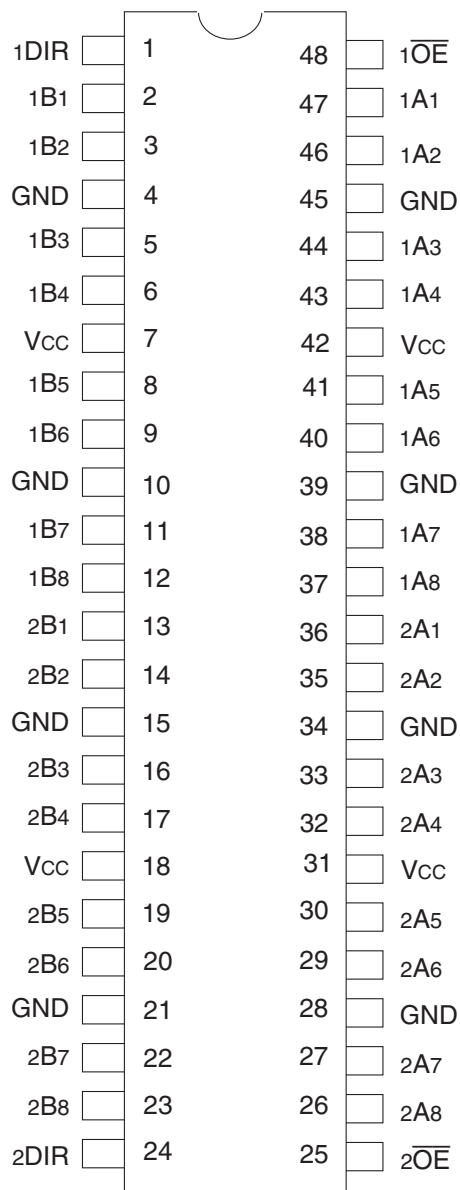 1DIR 1 48 1O̅E̅
1B1 2 47 1A1
1B2 3 46 1A2
GND 4 45 GND
1B3 5 44 1A3
1B4 6 43 1A4
VCC 7 42 VCC
1B5 8 41 1A5
1B6 9 40 1A6
GND 10 39 GND
1B7 11 38 1A7
1B8 12 37 1A8
2B1 13 36 2A1
2B2 14 35 2A2
GND 15 34 GND
2B3 16 33 2A3
2B4 17 32 2A4
VCC 18 31 VCC
2B5 19 30 2A5
2B6 20 29 2A6
GND 21 28 GND
2B7 22 27 2A7
2B8 23 26 2A8
2DIR 24 25 2O̅E̅